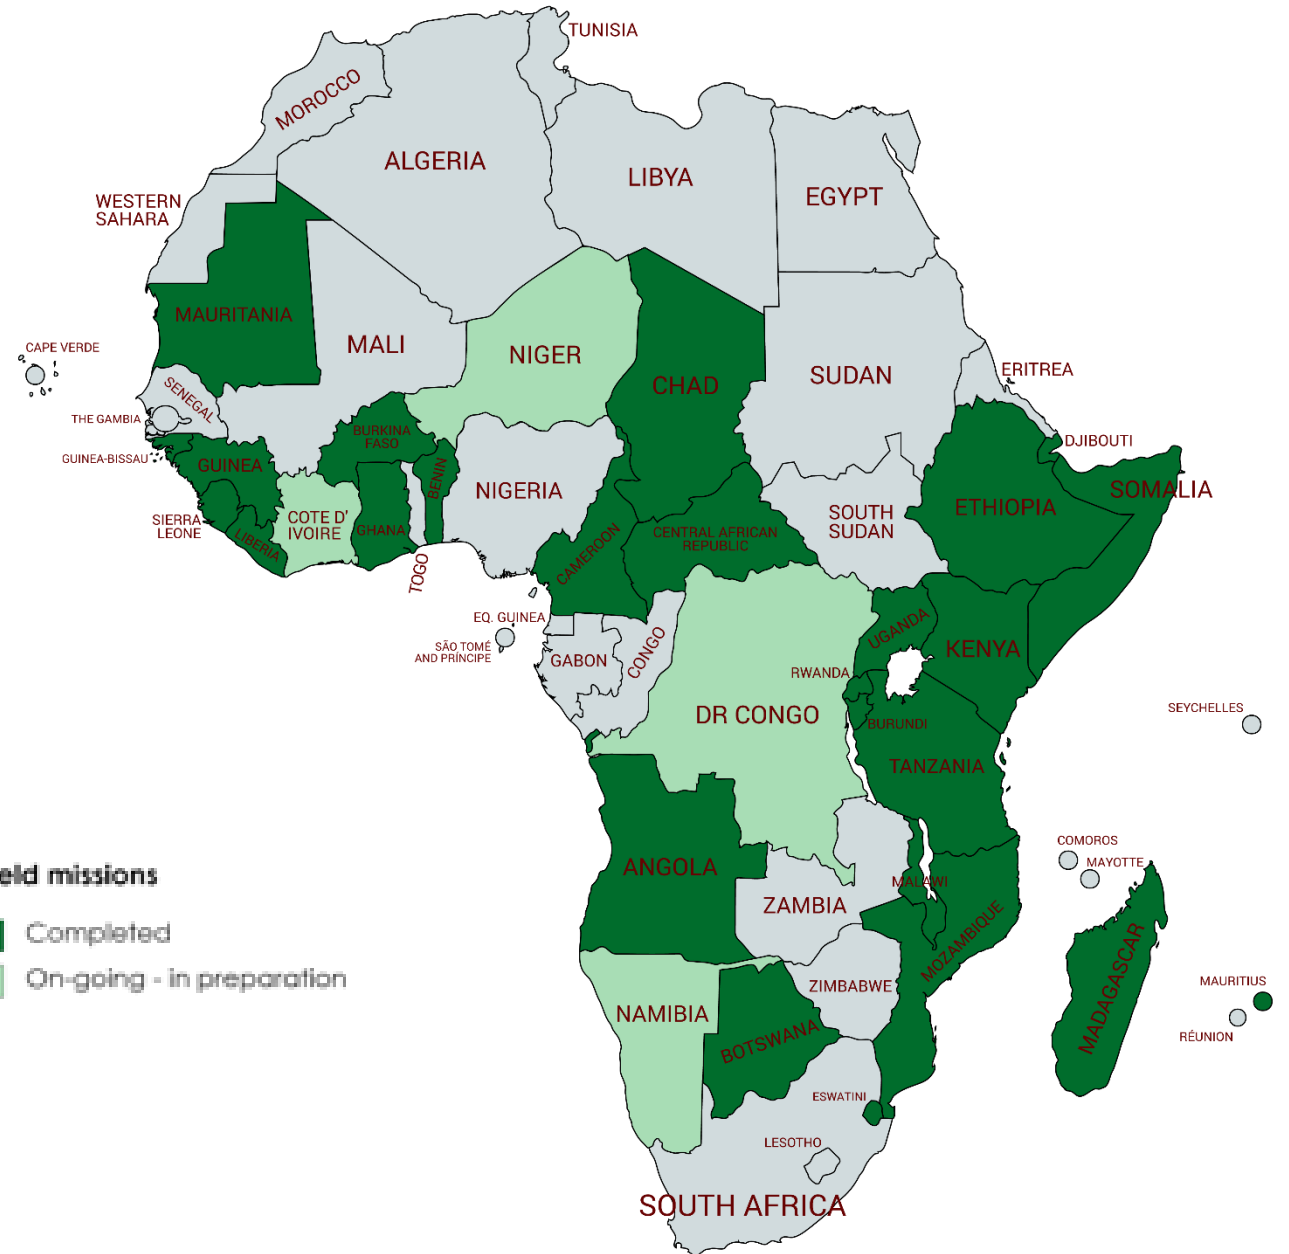 TUNISIA
MOROCCO
ALGERIA
LIBYA
EGYPT
WESTERN
SAHARA
MAURITANIA
MALI
NIGER
CHAD
SUDAN
ERITREA
CAPE VERDE
SENEGAL
THE GAMBIA
GUINEA-BISSAU
GUINEA
BURKINA
FASO
BENIN
NIGERIA
DJIBOUTI
SOMALIA
ETHIOPIA
SIERRA
LEONE
LIBERIA
COTE D'
IVOIRE
GHANA
TOGO
CAMEROON
CENTRAL AFRICAN
REPUBLIC
SOUTH
SUDAN
EQ. GUINEA
SÃO TOMÉ
AND PRÍNCIPE
GABON
CONGO
UGANDA
KENYA
RWANDA
DR CONGO
BURUNDI
TANZANIA
SEYCHELLES
COMOROS
MAYOTTE
ANGOLA
MALAWI
ZAMBIA
MOZAMBIQUE
MADAGASCAR
ZIMBABWE
NAMIBIA
BOTSWANA
MAURITIUS
RÉUNION
ESWATINI
LESOTHO
SOUTH AFRICA
eld missions
Completed
On-going - in preparation